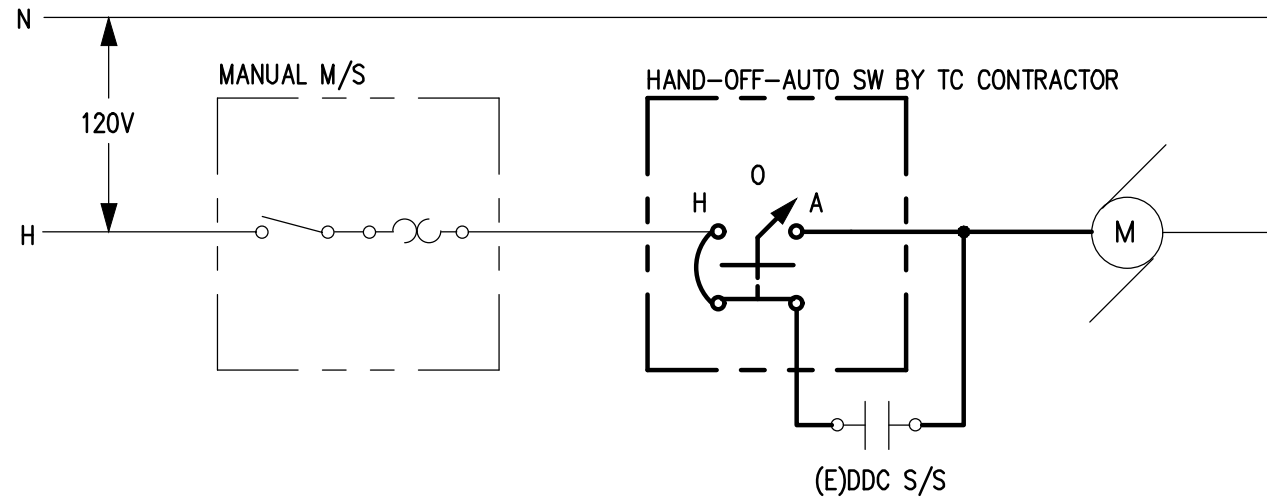 N
MANUAL M/S
HAND-OFF-AUTO SW BY TC CONTRACTOR
120V
O
H A
H
M
(E)DDC S/S